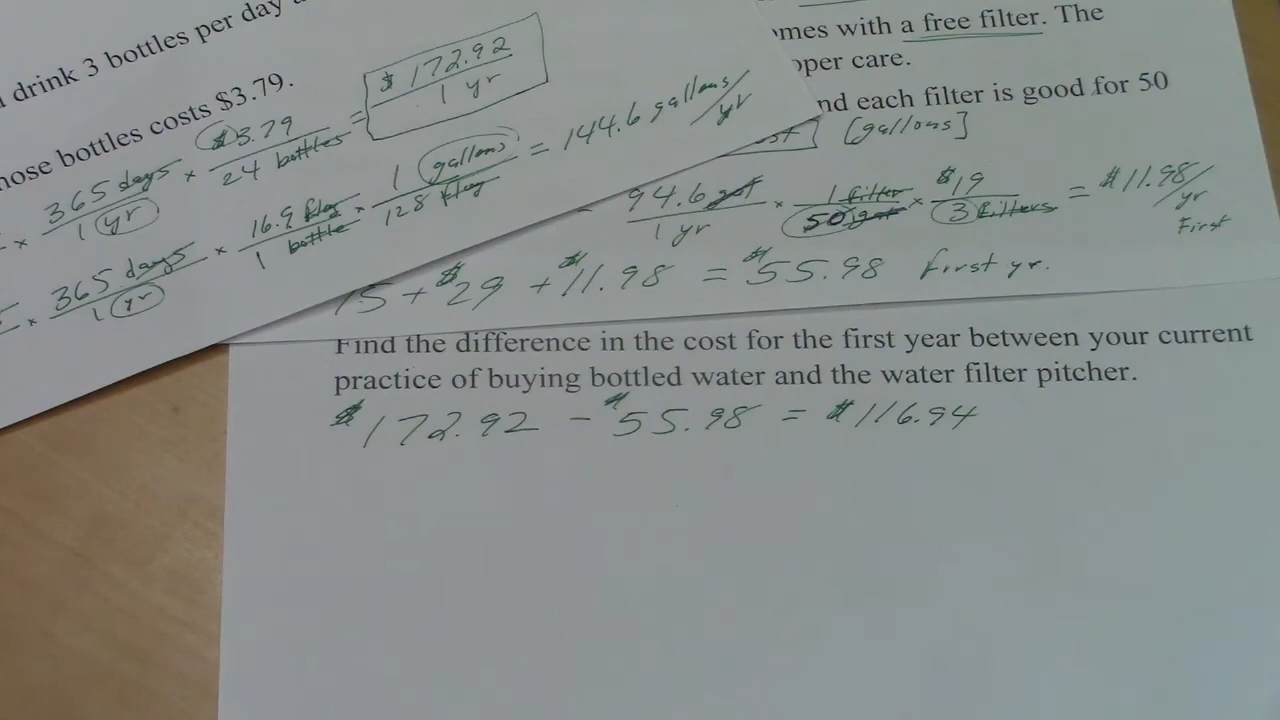 drink 3 bottles per day
hose bottles costs $3.79.
× 365 days / 1 yr × $3.79 / 24 bottles = $172.92 / 1 yr
× 365 days / 1 yr × 16.9 / 1 bottle × 1 gallons / 128 = 144.6 gallons/yr
mes with a free filter. The
oper care.
nd each filter is good for 50
[gallons]
94.6 gal / 1 yr × 1 filter / 50 gal × $19 / 3 filters = $11.98/yr First
75 + $29 + $11.98 = $55.98 first yr.
Find the difference in the cost for the first year between your current
practice of buying bottled water and the water filter pitcher.
$172.92 - $55.98 = $116.94